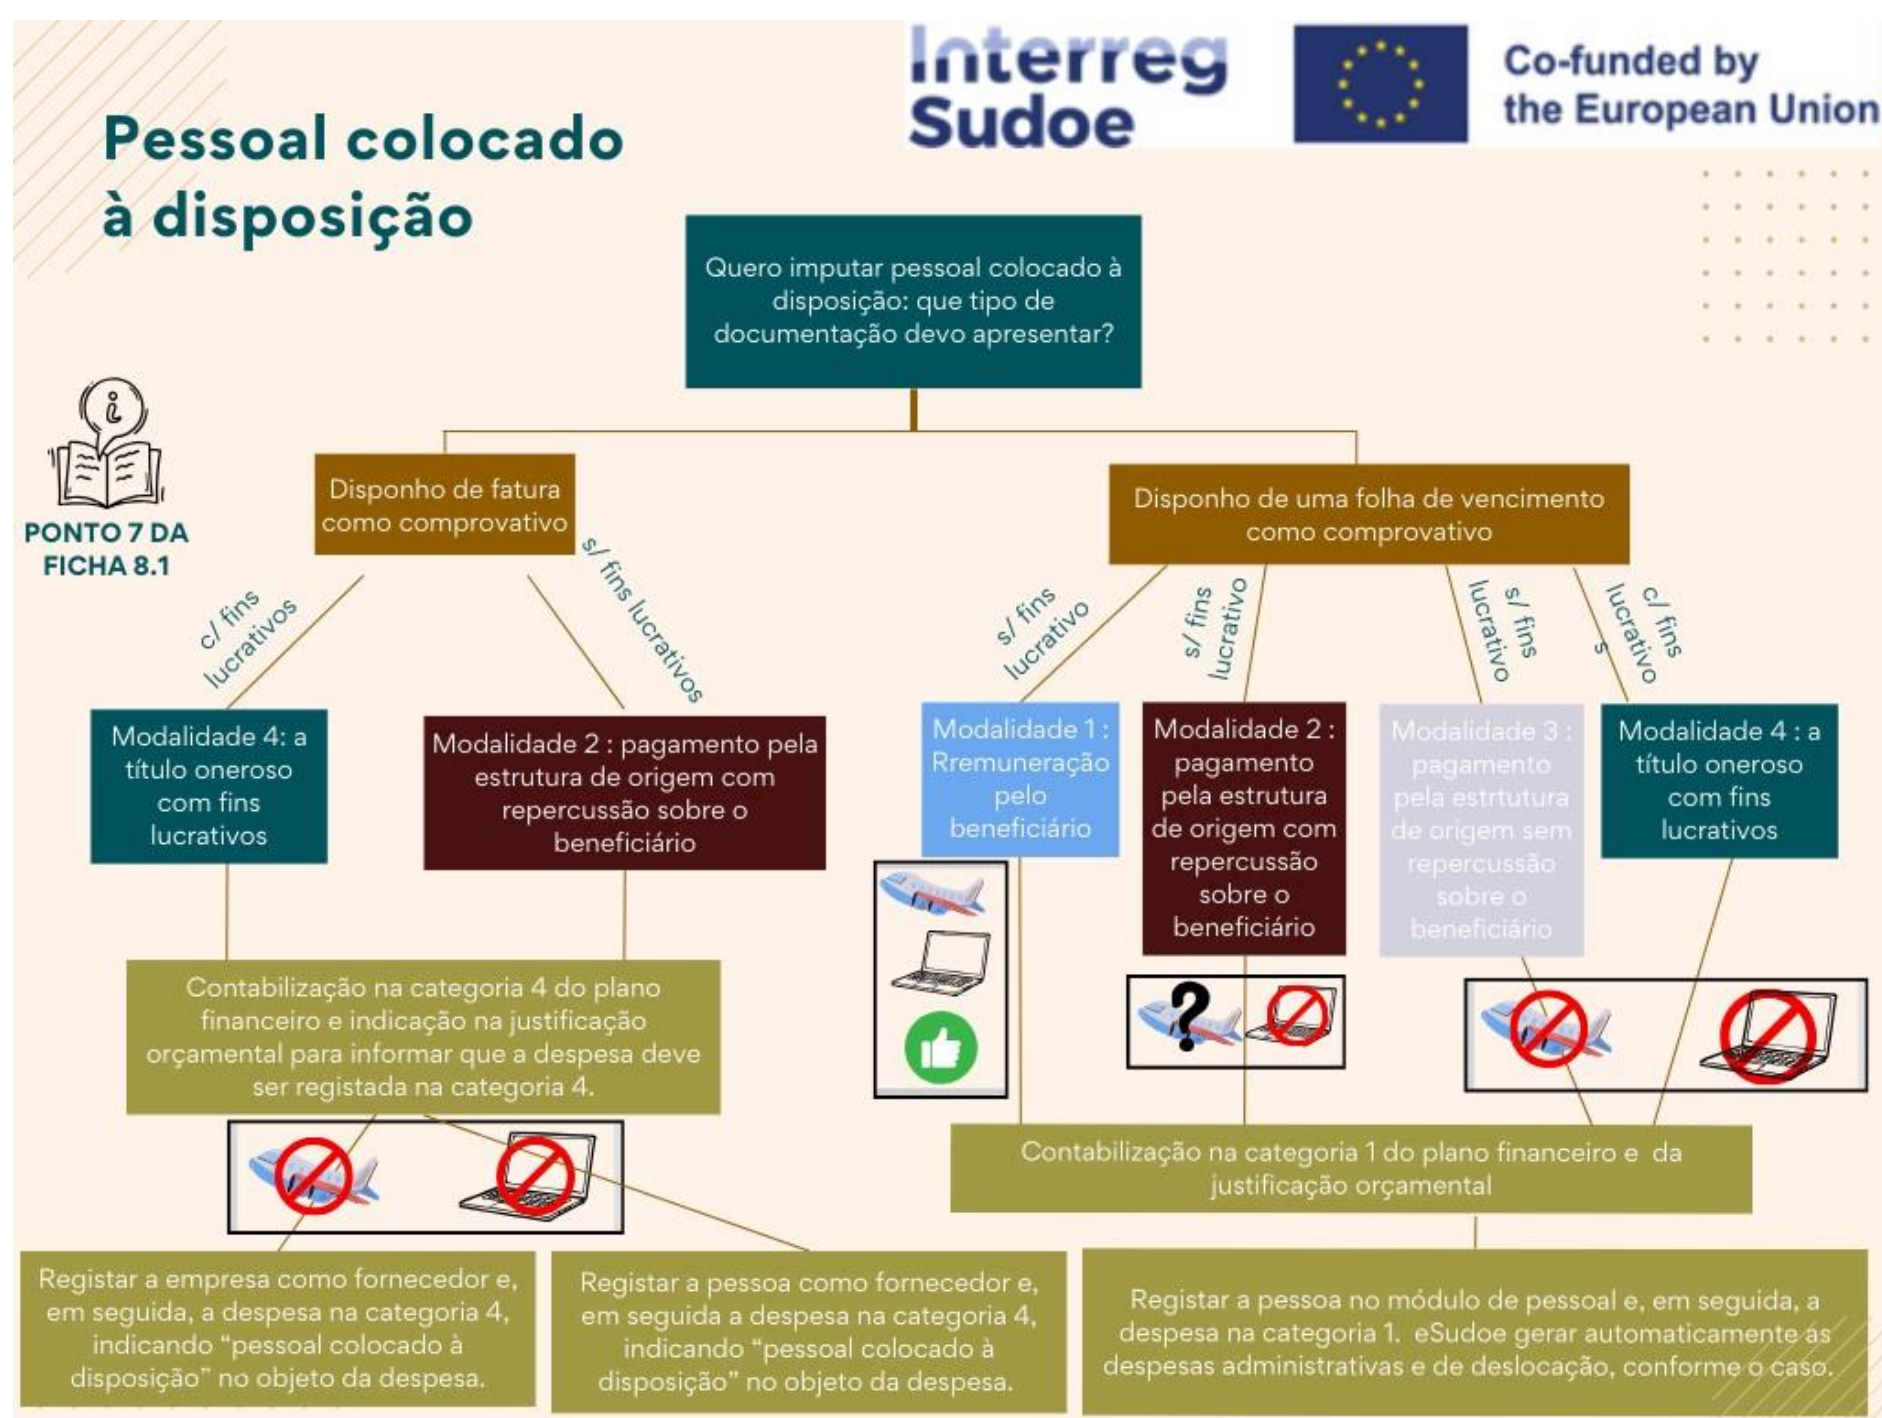 Interreg
Sudoe
Co-funded by
the European Union
Pessoal colocado
à disposição
Quero imputar pessoal colocado à
disposição: que tipo de
documentação devo apresentar?
PONTO 7 DA
FICHA 8.1
Disponho de fatura
como comprovativo
Disponho de uma folha de vencimento
como comprovativo
c/ fins
lucrativos
s/ fins lucrativos
s/ fins
lucrativo
s/ fins
lucrativo
s/ fins
lucrativo
c/ fins
lucrativo
s
Modalidade 4: a
título oneroso
com fins
lucrativos
Modalidade 2 : pagamento pela
estrutura de origem com
repercussão sobre o
beneficiário
Modalidade 1 :
Rremuneração
pelo
beneficiário
Modalidade 2 :
pagamento
pela estrutura
de origem com
repercussão
sobre o
beneficiário
Modalidade 3 :
pagamento
pela estrtutura
de origem sem
repercussão
sobre o
beneficiário
Modalidade 4 : a
título oneroso
com fins
lucrativos
Contabilização na categoria 4 do plano
financeiro e indicação na justificação
orçamental para informar que a despesa deve
ser registada na categoria 4.
?
Contabilização na categoria 1 do plano financeiro e da
justificação orçamental
Registar a empresa como fornecedor e,
em seguida, a despesa na categoria 4,
indicando “pessoal colocado à
disposição” no objeto da despesa.
Registar a pessoa como fornecedor e,
em seguida a despesa na categoria 4,
indicando “pessoal colocado à
disposição” no objeto da despesa.
Registar a pessoa no módulo de pessoal e, em seguida, a
despesa na categoria 1. eSudoe gerar automaticamente as
despesas administrativas e de deslocação, conforme o caso.